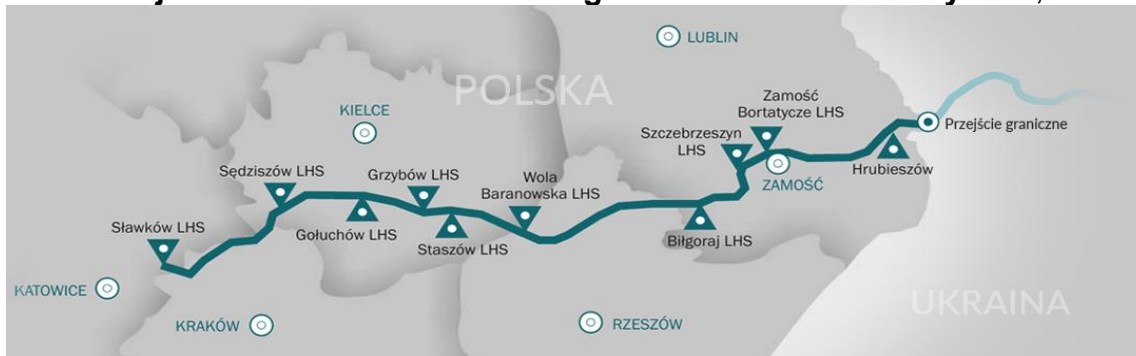 LUBLIN
POLSKA
KIELCE
Zamość
Bortatycze LHS
Szczebrzeszyn
LHS
Przejście graniczne
Sędziszów LHS
Grzybów LHS
Wola
Baranowska LHS
ZAMOŚĆ
Hrubieszów
Sławków LHS
Gołuchów LHS
Staszów LHS
Biłgoraj LHS
KATOWICE
KRAKÓW
RZESZÓW
UKRAINA